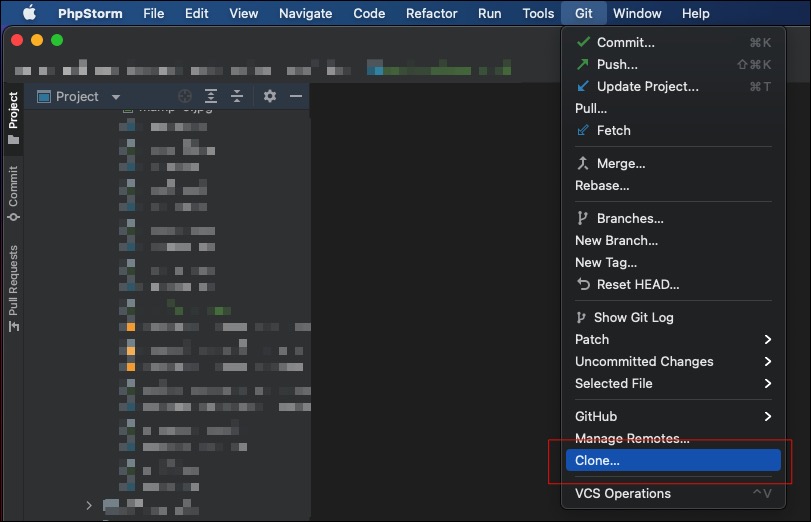 PhpStorm File Edit View Navigate Code Refactor Run Tools Git Window Help
Project
Project
Commit
Pull Requests
Commit... ⌘K
Push... ⇧⌘K
Update Project... ⌘T
Pull...
Fetch
Merge...
Rebase...
Branches...
New Branch...
New Tag...
Reset HEAD...
Show Git Log
Patch
Uncommitted Changes
Selected File
GitHub
Manage Remotes...
Clone...
VCS Operations ^V